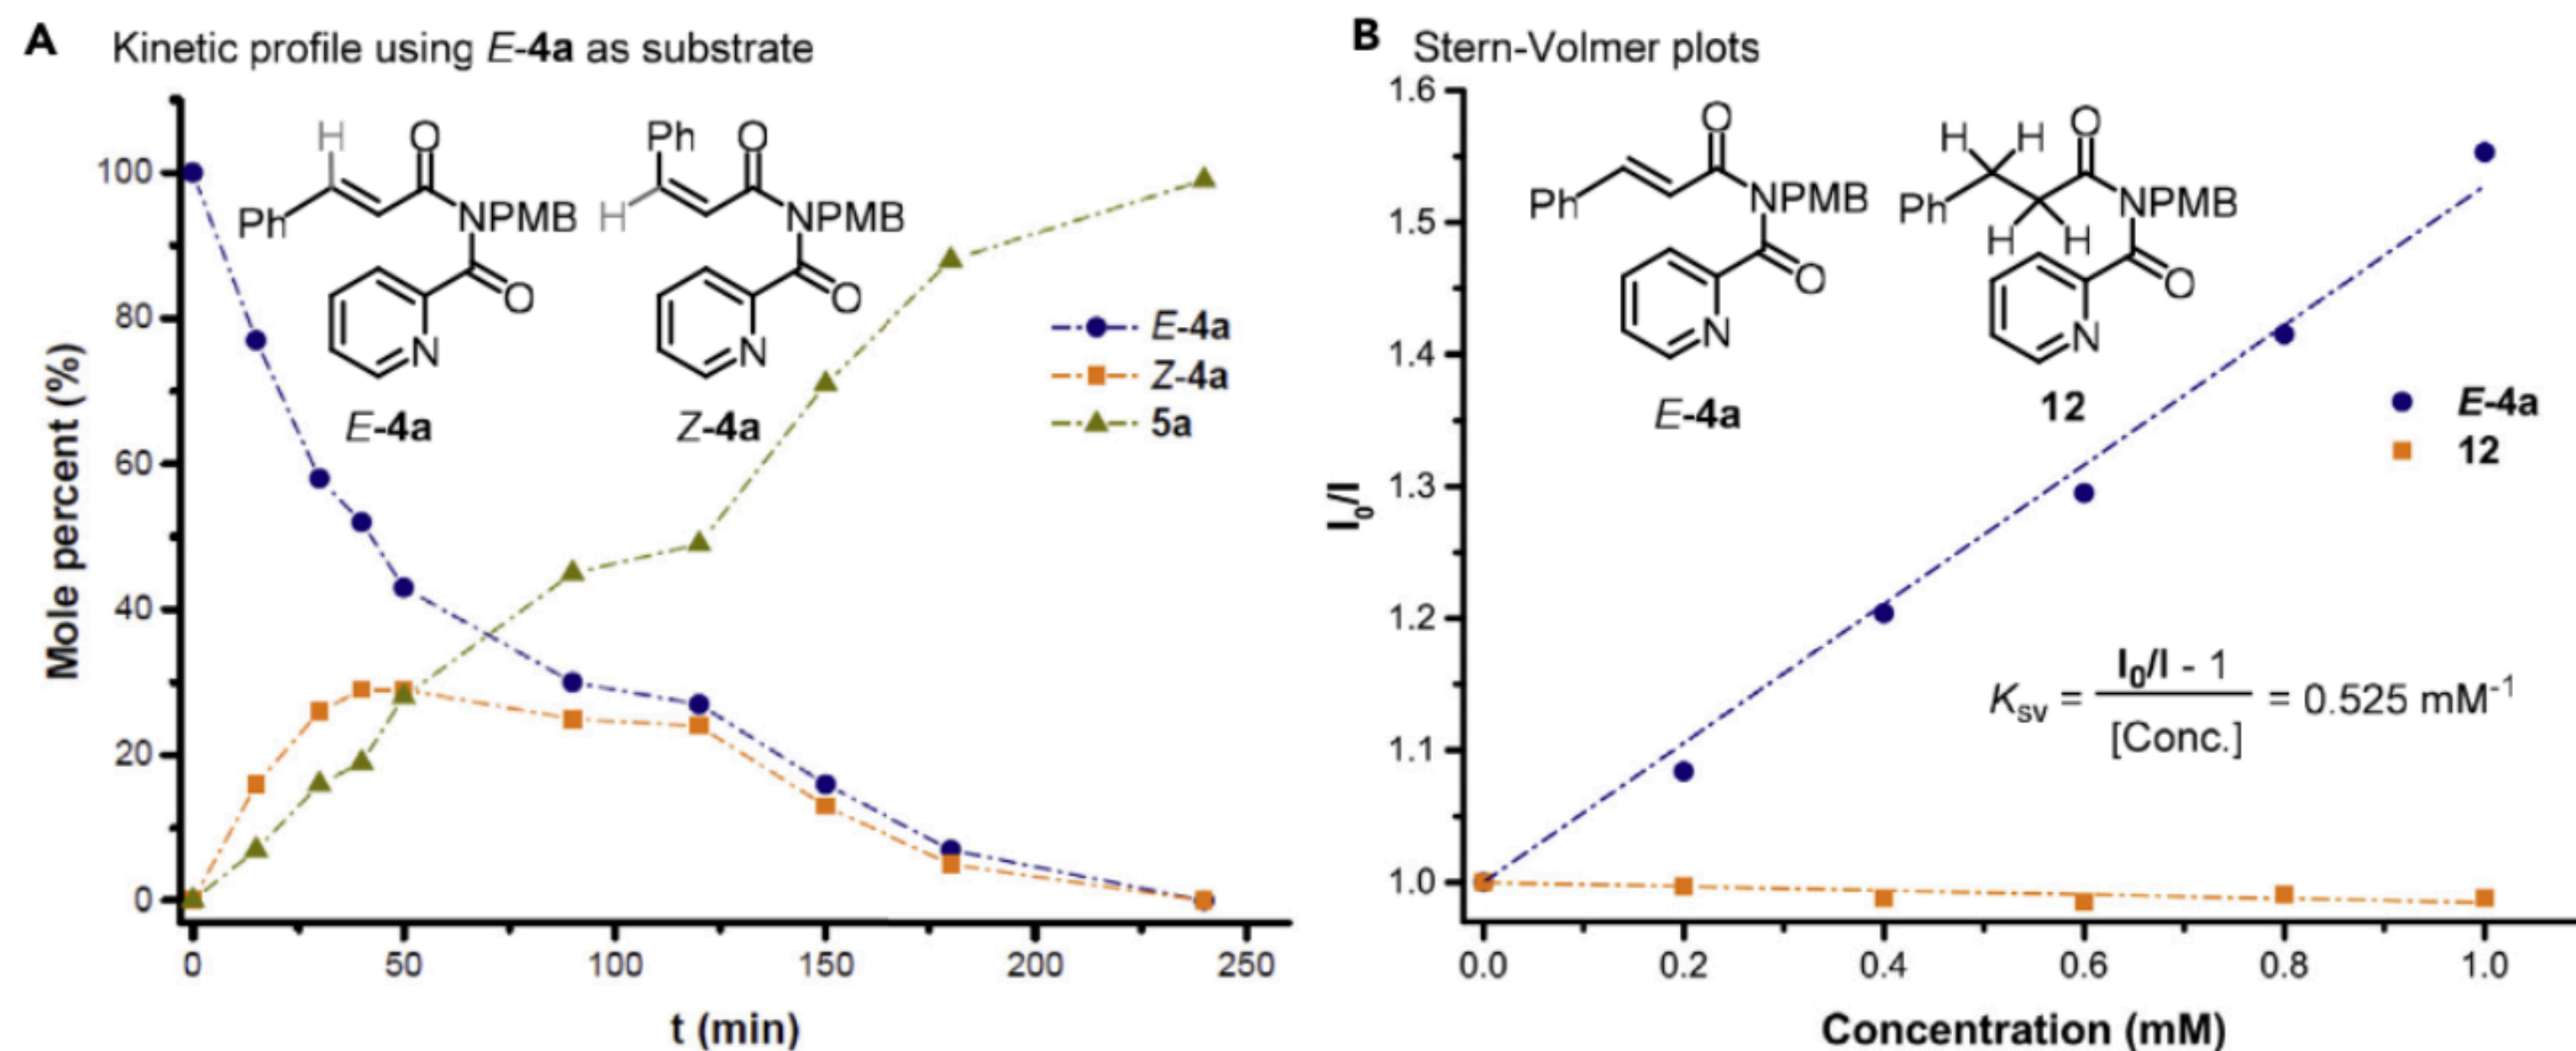 A Kinetic profile using E-4a as substrate
Mole percent (%)
100
80
60
40
20
0
0 50 100 150 200 250
t (min)
H O
Ph NPMB
O
N
E-4a
Ph O
H NPMB
O
N
Z-4a
E-4a
Z-4a
5a
B Stern-Volmer plots
I0/I
1.6
1.5
1.4
1.3
1.2
1.1
1.0
0.0 0.2 0.4 0.6 0.8 1.0
Concentration (mM)
O
Ph NPMB
O
N
E-4a
H H O
Ph NPMB
H H
O
N
12
E-4a
12
Ksv = I0/I - 1 / [Conc.] = 0.525 mM-1